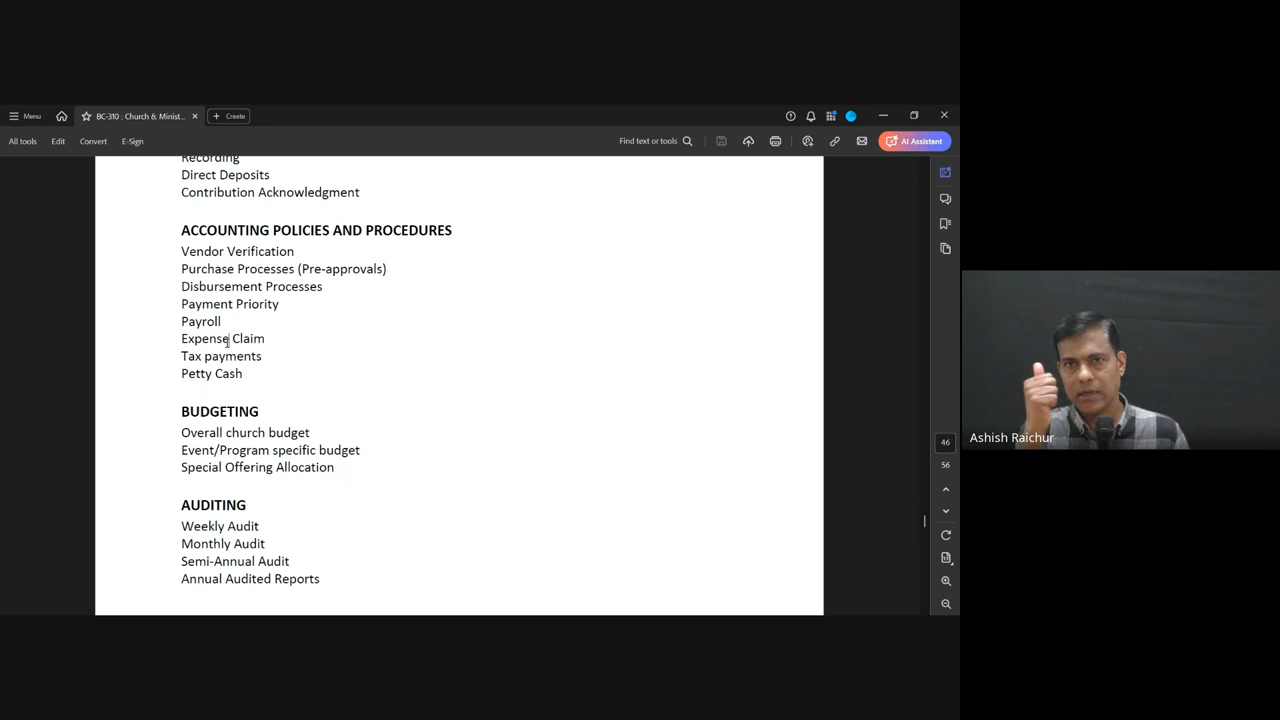 Menu
BC-310 : Church & Minist...
Create
All tools
Edit
Convert
E-Sign
Find text or tools
AI Assistant
Recording
Direct Deposits
Contribution Acknowledgment
ACCOUNTING POLICIES AND PROCEDURES
Vendor Verification
Purchase Processes (Pre-approvals)
Disbursement Processes
Payment Priority
Payroll
Expense Claim
Tax payments
Petty Cash
BUDGETING
Overall church budget
Event/Program specific budget
Special Offering Allocation
AUDITING
Weekly Audit
Monthly Audit
Semi-Annual Audit
Annual Audited Reports
46
56
Ashish Raichur